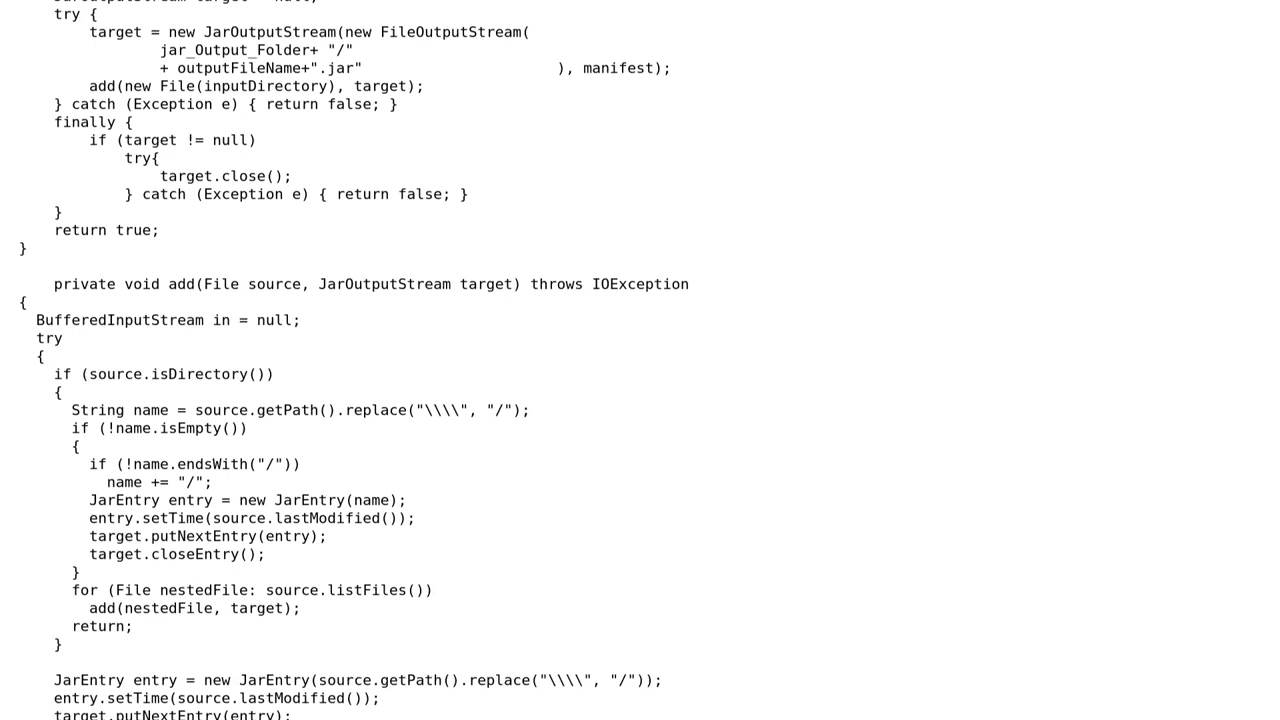 try {
target = new JarOutputStream(new FileOutputStream(
jar_Output_Folder+ "/"
+ outputFileName+".jar" ), manifest);
add(new File(inputDirectory), target);
} catch (Exception e) { return false; }
finally {
if (target != null)
try{
target.close();
} catch (Exception e) { return false; }
}
return true;
}
private void add(File source, JarOutputStream target) throws IOException
{
BufferedInputStream in = null;
try
{
if (source.isDirectory())
{
String name = source.getPath().replace("\\\\", "/");
if (!name.isEmpty())
{
if (!name.endsWith("/"))
name += "/";
JarEntry entry = new JarEntry(name);
entry.setTime(source.lastModified());
target.putNextEntry(entry);
target.closeEntry();
}
for (File nestedFile: source.listFiles())
add(nestedFile, target);
return;
}
JarEntry entry = new JarEntry(source.getPath().replace("\\\\", "/"));
entry.setTime(source.lastModified());
target.putNextEntry(entry);